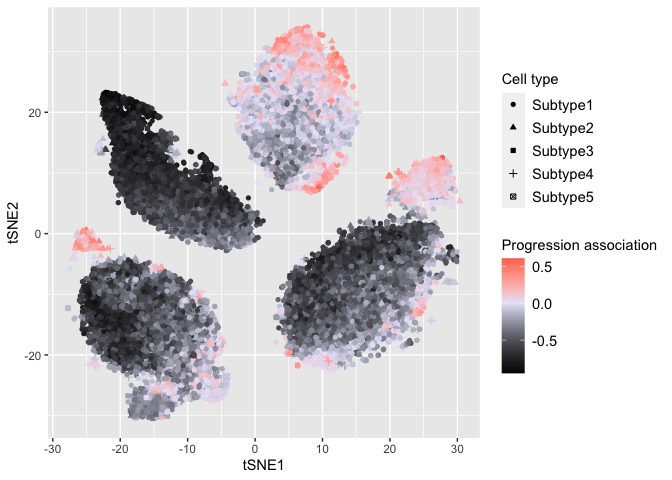 20
0
-20
tSNE2
-30 -20 -10 0 10 20 30
tSNE1
Cell type
Subtype1
Subtype2
Subtype3
Subtype4
Subtype5
Progression association
0.5
0.0
-0.5